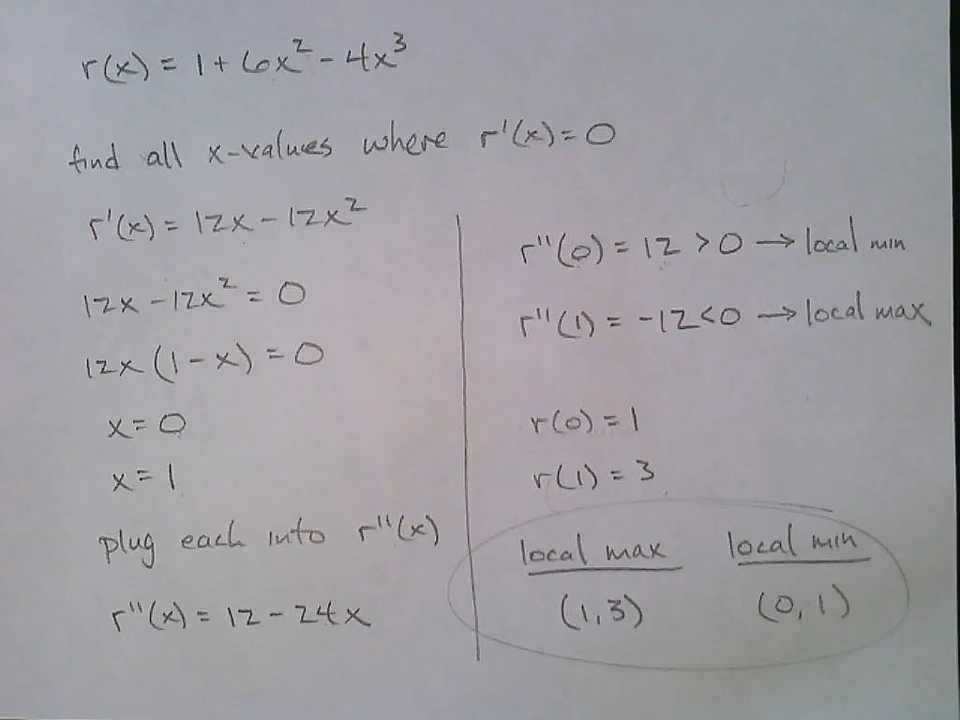 r(x) = 1 + 6x² - 4x³
find all x-values where r'(x) = 0
r'(x) = 12x - 12x²
12x - 12x² = 0
12x (1 - x) = 0
x = 0
x = 1
plug each into r''(x)
r''(x) = 12 - 24x
r''(0) = 12 > 0 → local min
r''(1) = -12 < 0 → local max
r(0) = 1
r(1) = 3
local max local min
(1,3) (0,1)